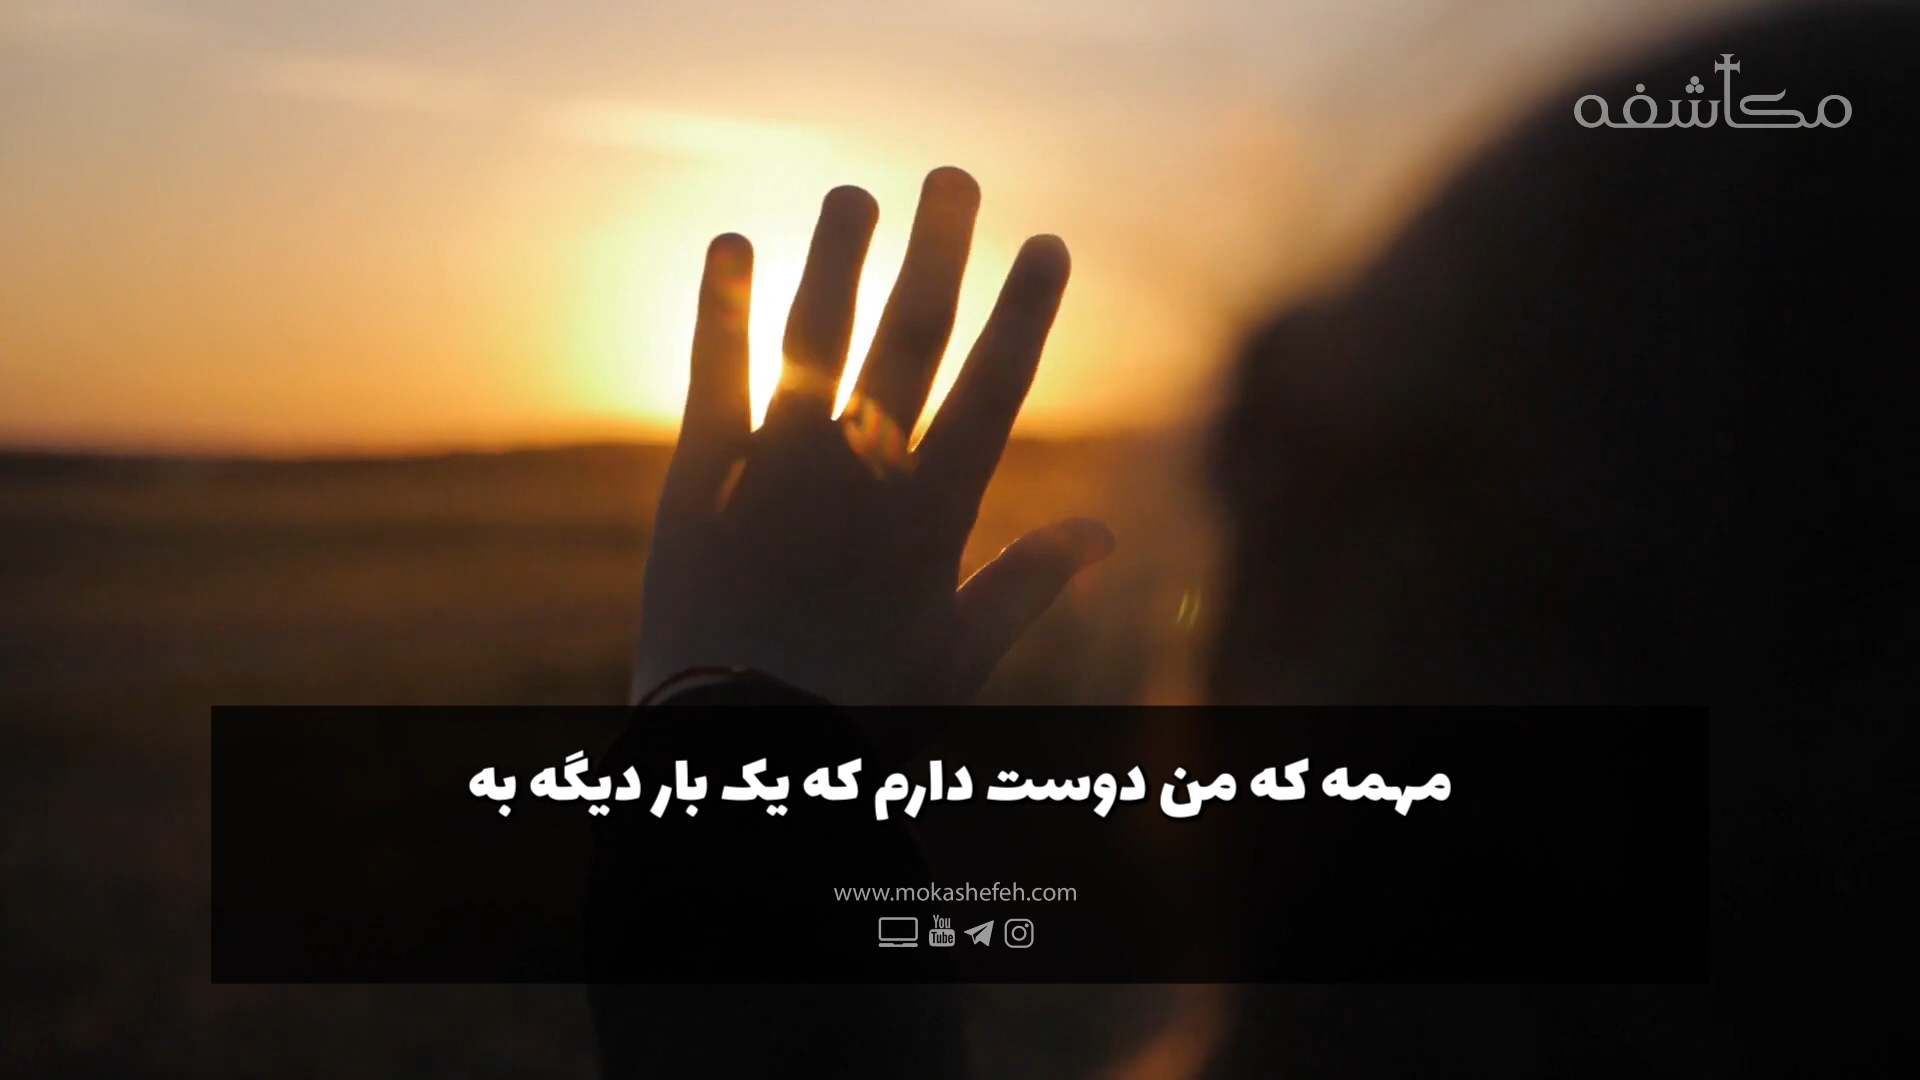 مکاشفه
مهمه که من دوست دارم که یک بار دیگه به
www.mokashefeh.com
You
Tube